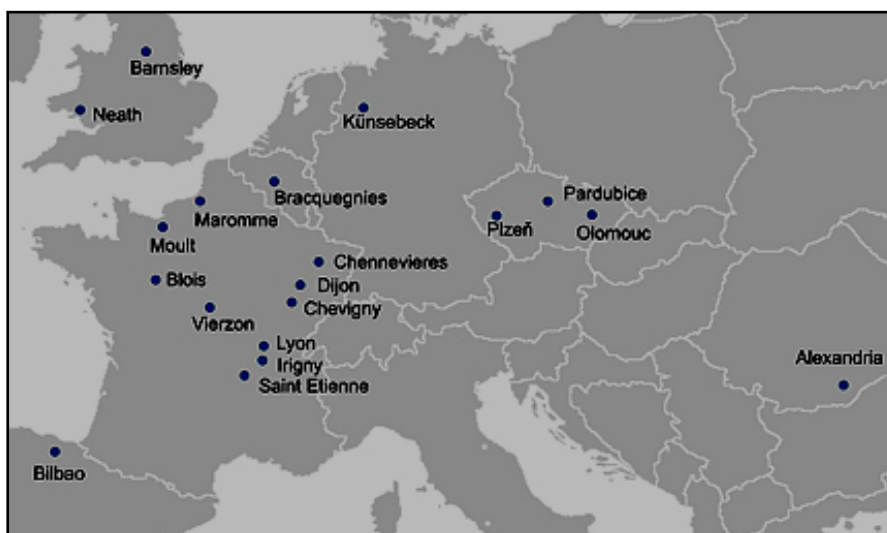 Barnsley
Neath
Künsebeck
Bracquegnies
Pardubice
Maromme
Plzeň
Olomouc
Moult
Chennevieres
Blois
Dijon
Chevigny
Vierzon
Lyon
Irigny
Saint Etienne
Alexandria
Bilbao